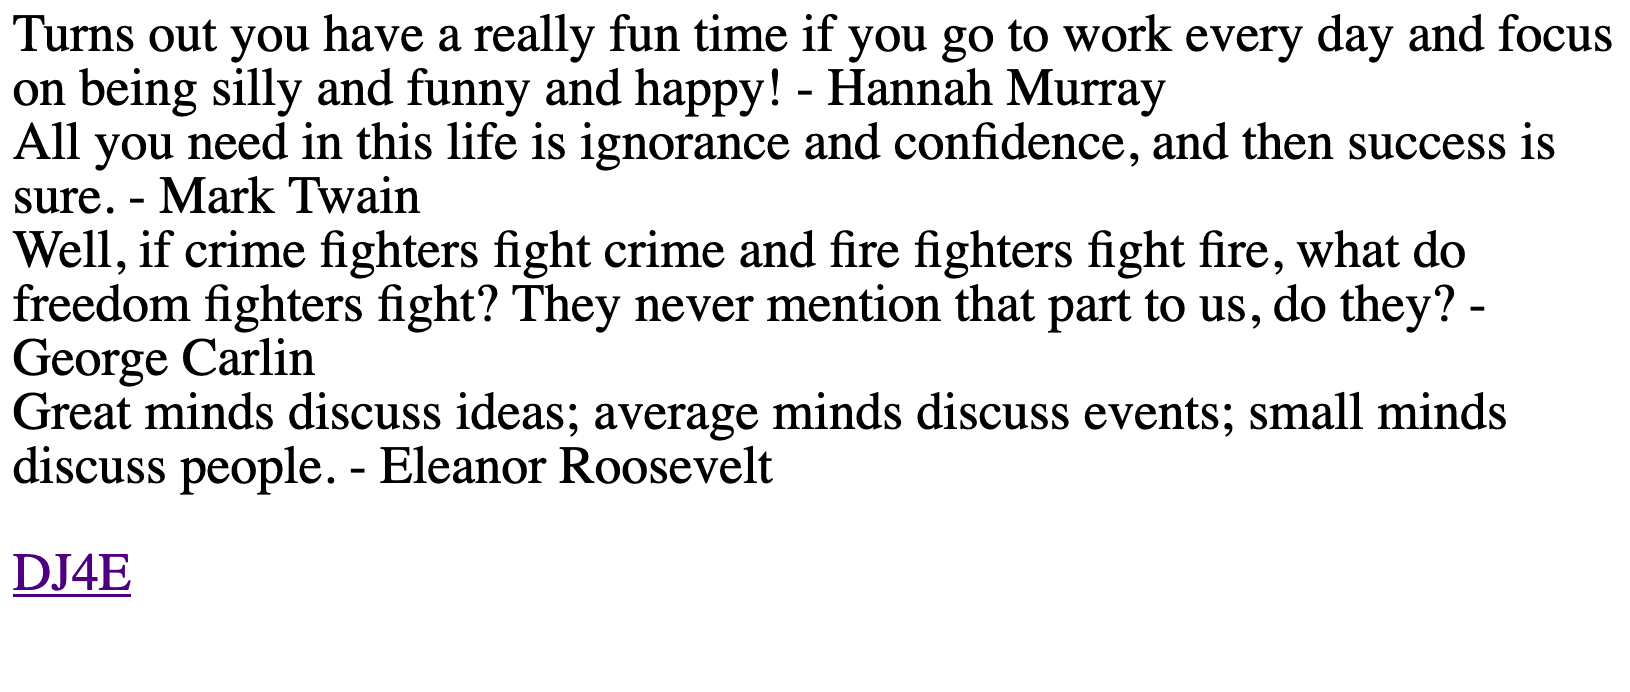 Turns out you have a really fun time if you go to work every day and focus
on being silly and funny and happy! - Hannah Murray
All you need in this life is ignorance and confidence, and then success is
sure. - Mark Twain
Well, if crime fighters fight crime and fire fighters fight fire, what do
freedom fighters fight? They never mention that part to us, do they? -
George Carlin
Great minds discuss ideas; average minds discuss events; small minds
discuss people. - Eleanor Roosevelt
DJ4E